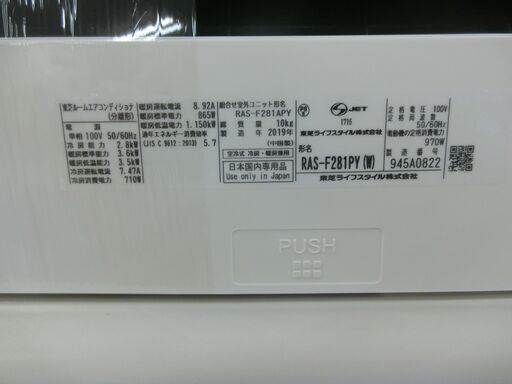 東芝ルームエアコンディショナ
(分離形)
単相 100V 50/60Hz
冷房能力 2.8kW
暖房標準能力 3.6kW
暖房低温能力 3.5kW
冷房運転電流 7.47A
冷房消費電力 710W
暖房運転電流 8.92A
暖房標準電力 865W
暖房低温電力 1.150kW
通年エネルギー消費効率
(JIS C 9612:2013) 5.7
組合せ室外ユニット形名
RAS-F281APY
総質量 10kg
製造年 2019年
(中国製)
空冷式 冷房・暖房兼用
日本国内専用品
Use only in Japan
PS E
JET
1716
東芝ライフスタイル株式会社
形名
RAS-F281PY(W)
定格電圧 100V
定格周波数 50/60Hz
電動機の定格消費電力
970W
製造番号
945A0822
東芝ライフスタイル株式会社
PUSH